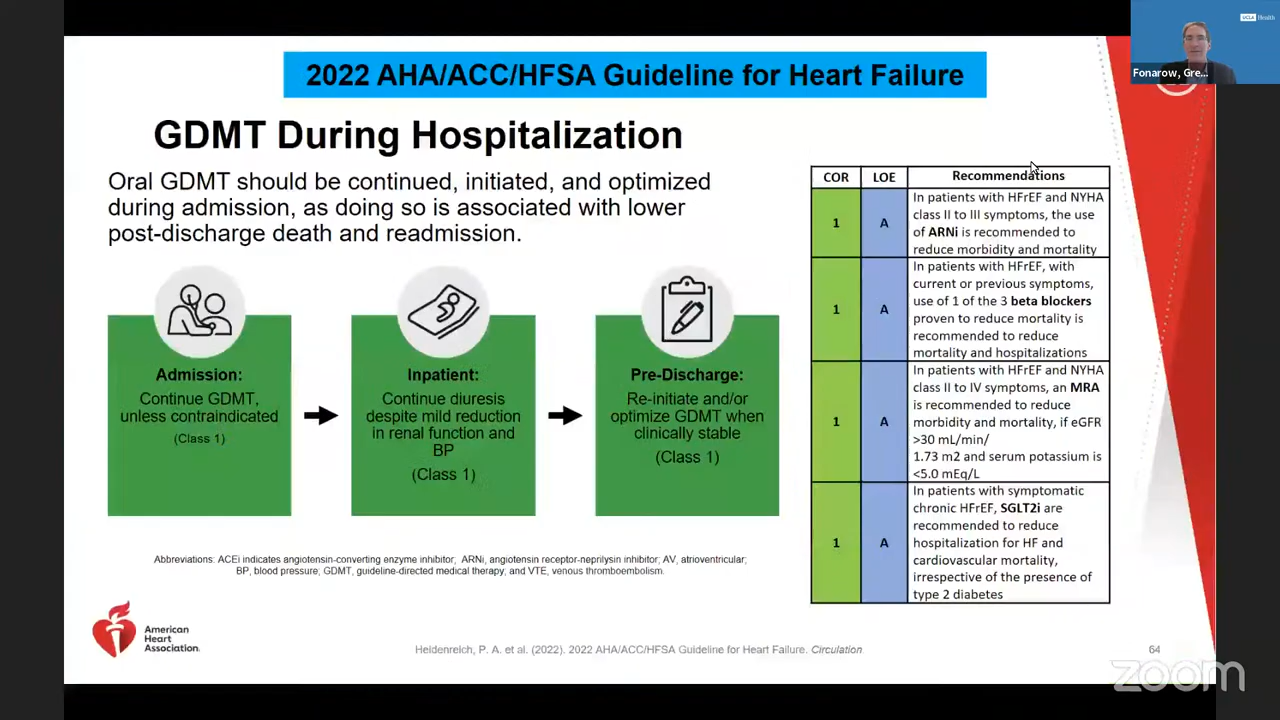 UCLA Health
Fonarow, Gre...
2022 AHA/ACC/HFSA Guideline for Heart Failure
GDMT During Hospitalization
Oral GDMT should be continued, initiated, and optimized
during admission, as doing so is associated with lower
post-discharge death and readmission.
Admission:
Continue GDMT,
unless contraindicated
(Class 1)
Inpatient:
Continue diuresis
despite mild reduction
in renal function and
BP
(Class 1)
Pre-Discharge:
Re-initiate and/or
optimize GDMT when
clinically stable
(Class 1)
COR LOE Recommendations
1 A
In patients with HFrEF and NYHA
class II to III symptoms, the use
of ARNi is recommended to
reduce morbidity and mortality
1 A
In patients with HFrEF, with
current or previous symptoms,
use of 1 of the 3 beta blockers
proven to reduce mortality is
recommended to reduce
mortality and hospitalizations
1 A
In patients with HFrEF and NYHA
class II to IV symptoms, an MRA
is recommended to reduce
morbidity and mortality, if eGFR
>30 mL/min/
1.73 m2 and serum potassium is
<5.0 mEq/L
1 A
In patients with symptomatic
chronic HFrEF, SGLT2i are
recommended to reduce
hospitalization for HF and
cardiovascular mortality,
irrespective of the presence of
type 2 diabetes
Abbreviations: ACEi indicates angiotensin-converting enzyme inhibitor; ARNi, angiotensin receptor-neprilysin inhibitor; AV, atrioventricular;
BP, blood pressure; GDMT, guideline-directed medical therapy; and VTE, venous thromboembolism.
American
Heart
Association.
Heidenreich, P. A. et al. (2022). 2022 AHA/ACC/HFSA Guideline for Heart Failure. Circulation
64
zoom